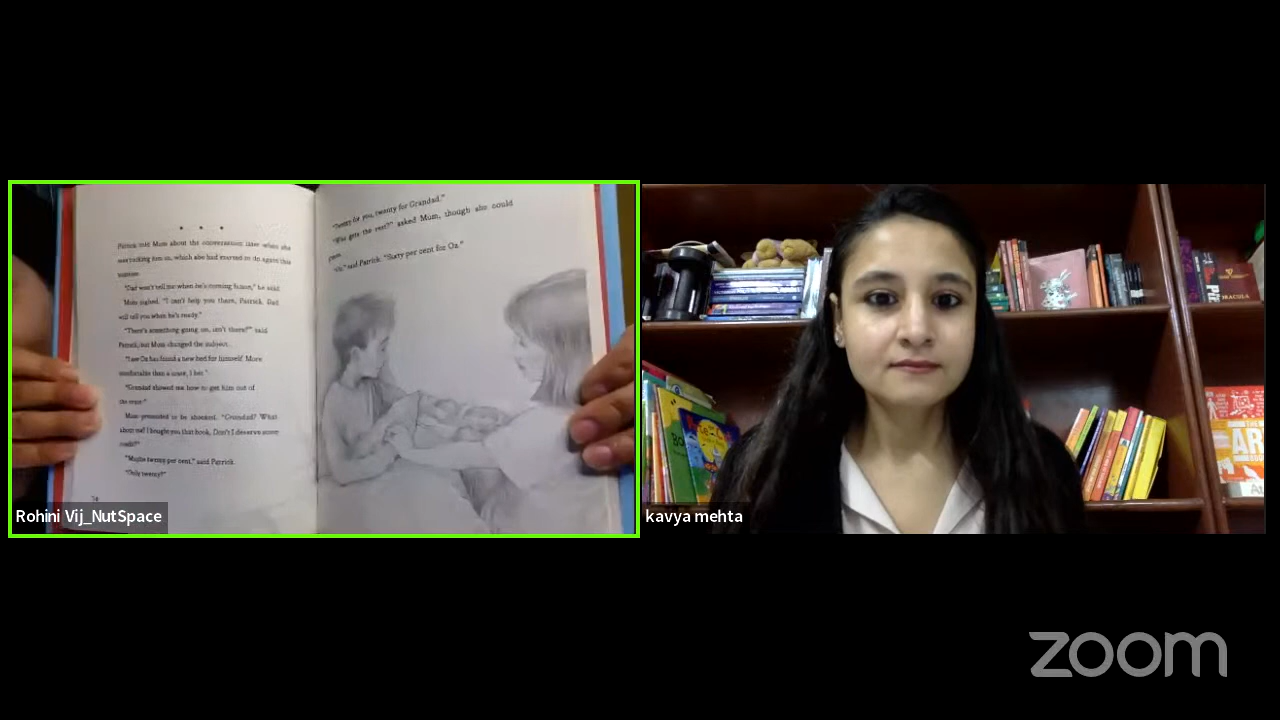 Patrick told Mum about the conversation later when she
was tucking him in, which she had started to do again this
summer.
"Dad won't tell me when he's coming home," he said.
Mum sighed. "I can't help you there, Patrick. Dad
will tell you when he's ready."
"There's something going on, isn't there?" said
Patrick, but Mum changed the subject.
"I see Oz has found a new bed for himself. More
comfortable than a , I bet."
"Grandad showed me how to get him out of
the "
Mum pretended to be shocked. "Grandad? What
about me? I bought you that book. Don't I deserve some
credit?"
"Maybe twenty per cent," said Patrick.
"Only twenty?"
"Twenty for you, twenty for Grandad."
"Who gets the rest?" asked Mum, though she could
guess.
"Oz," said Patrick. "Sixty per cent for Oz."
Rohini Vij_NutSpace
kavya mehta
Pete the Cat
DRACULA
AR
zoom